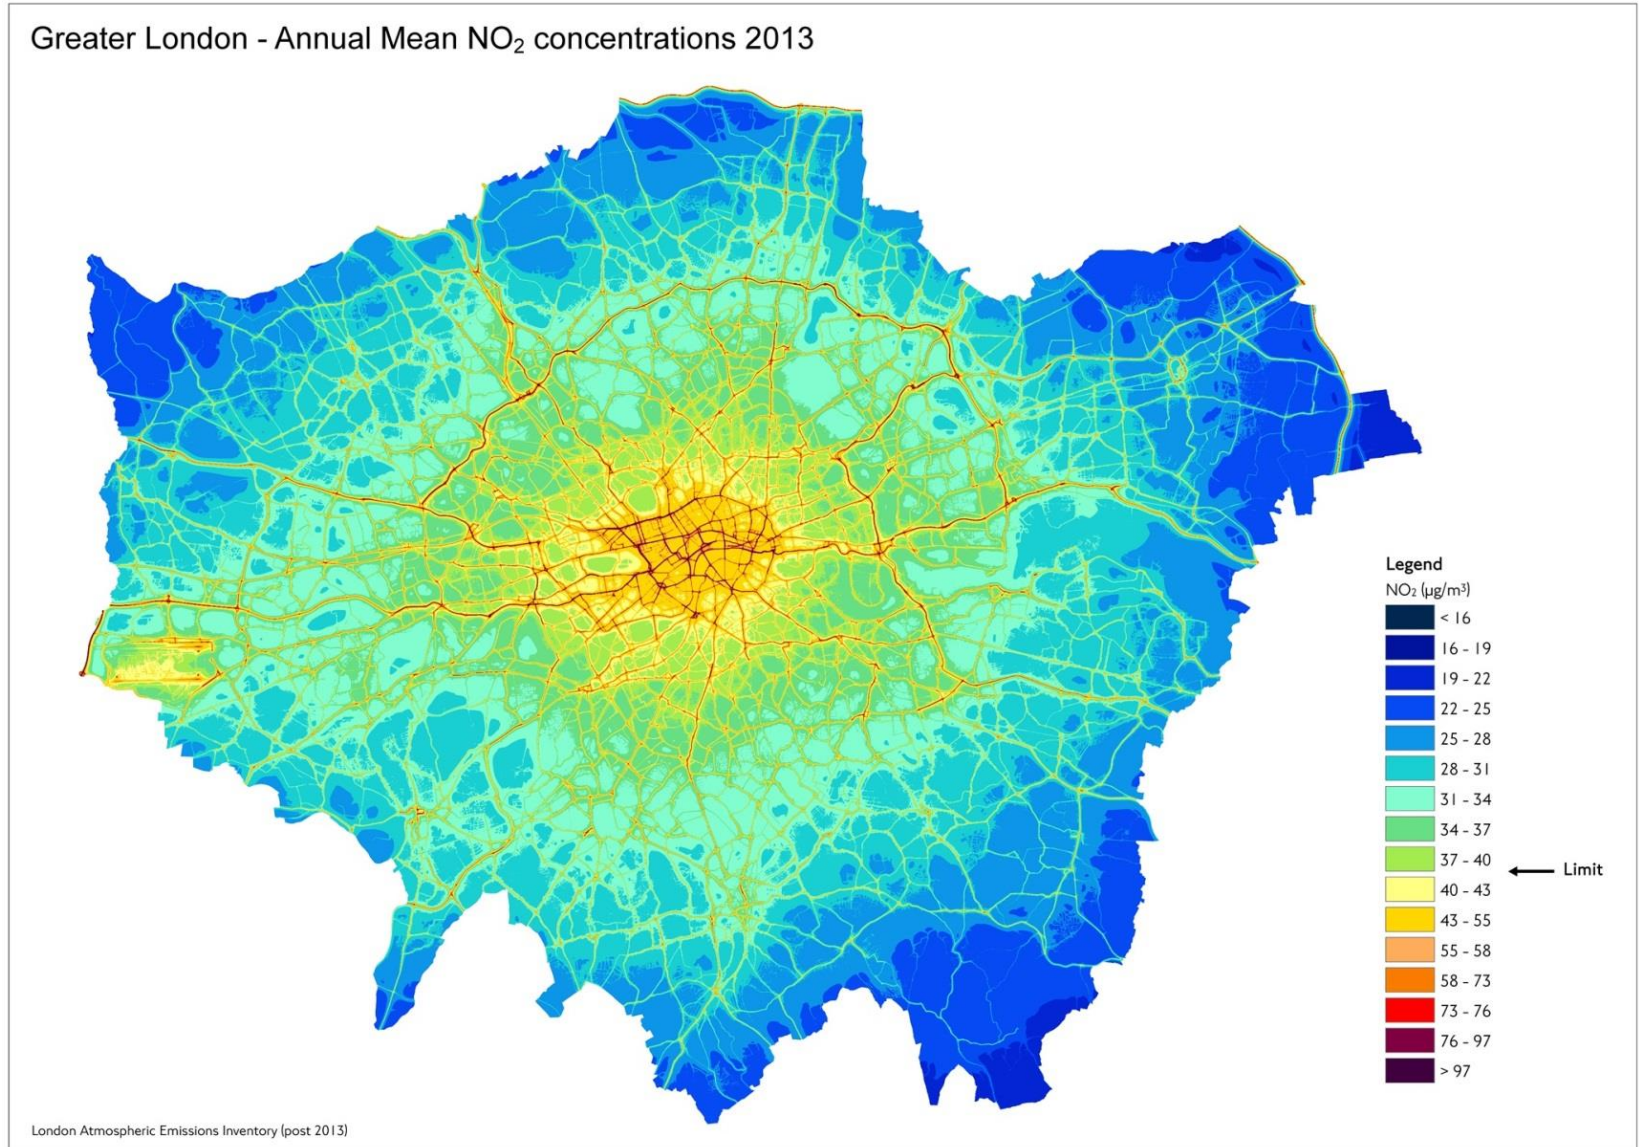 Greater London - Annual Mean NO₂ concentrations 2013
Legend
NO₂ (µg/m³)
< 16
16 - 19
19 - 22
22 - 25
25 - 28
28 - 31
31 - 34
34 - 37
37 - 40
Limit
40 - 43
43 - 55
55 - 58
58 - 73
73 - 76
76 - 97
> 97
London Atmospheric Emissions Inventory (post 2013)